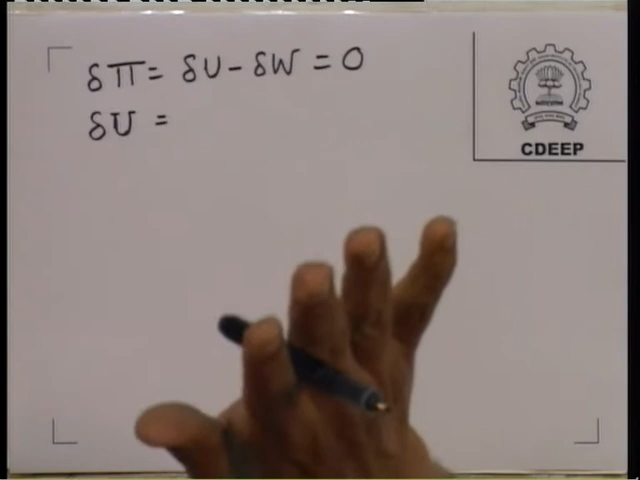 δΠ = δU - δW = 0
δU =
CDEEP